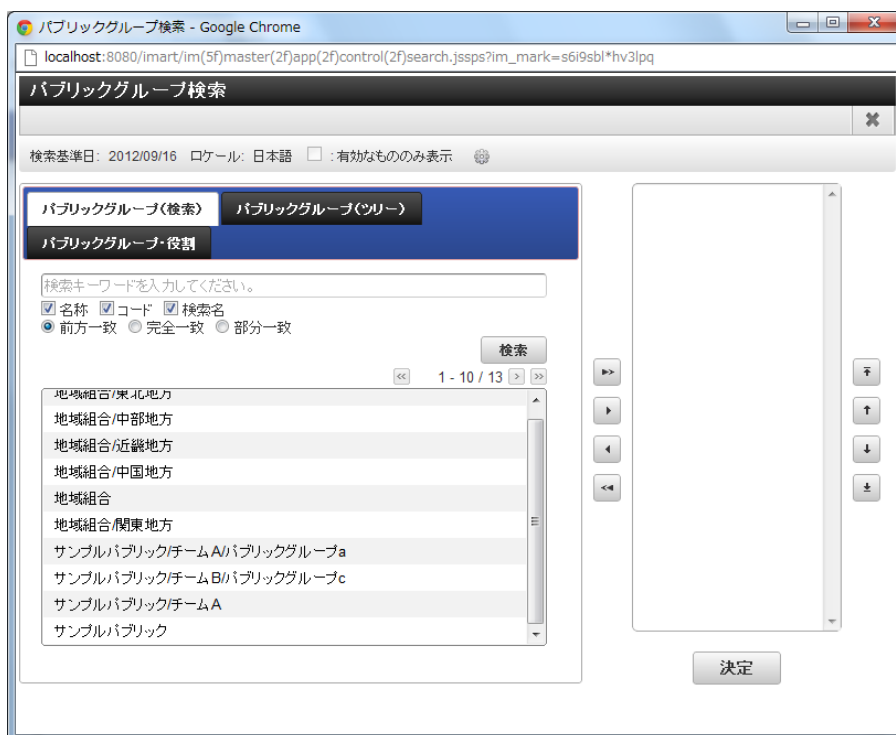 パブリックグループ検索 - Google Chrome
localhost:8080/imart/im(5f)master(2f)app(2f)control(2f)search.jssps?im_mark=s6i9sbl*hv3lpq
パブリックグループ検索
検索基準日: 2012/09/16 ロケール: 日本語 :有効なもののみ表示
パブリックグループ(検索) パブリックグループ(ツリー)
パブリックグループ・役割
検索キーワードを入力してください。
名称 コード 検索名
前方一致 完全一致 部分一致
検索
1 - 10 / 13
地域組合/東北地方
地域組合/中部地方
地域組合/近畿地方
地域組合/中国地方
地域組合
地域組合/関東地方
サンプルパブリック/チームA/パブリックグループa
サンプルパブリック/チームB/パブリックグループc
サンプルパブリック/チームA
サンプルパブリック
決定